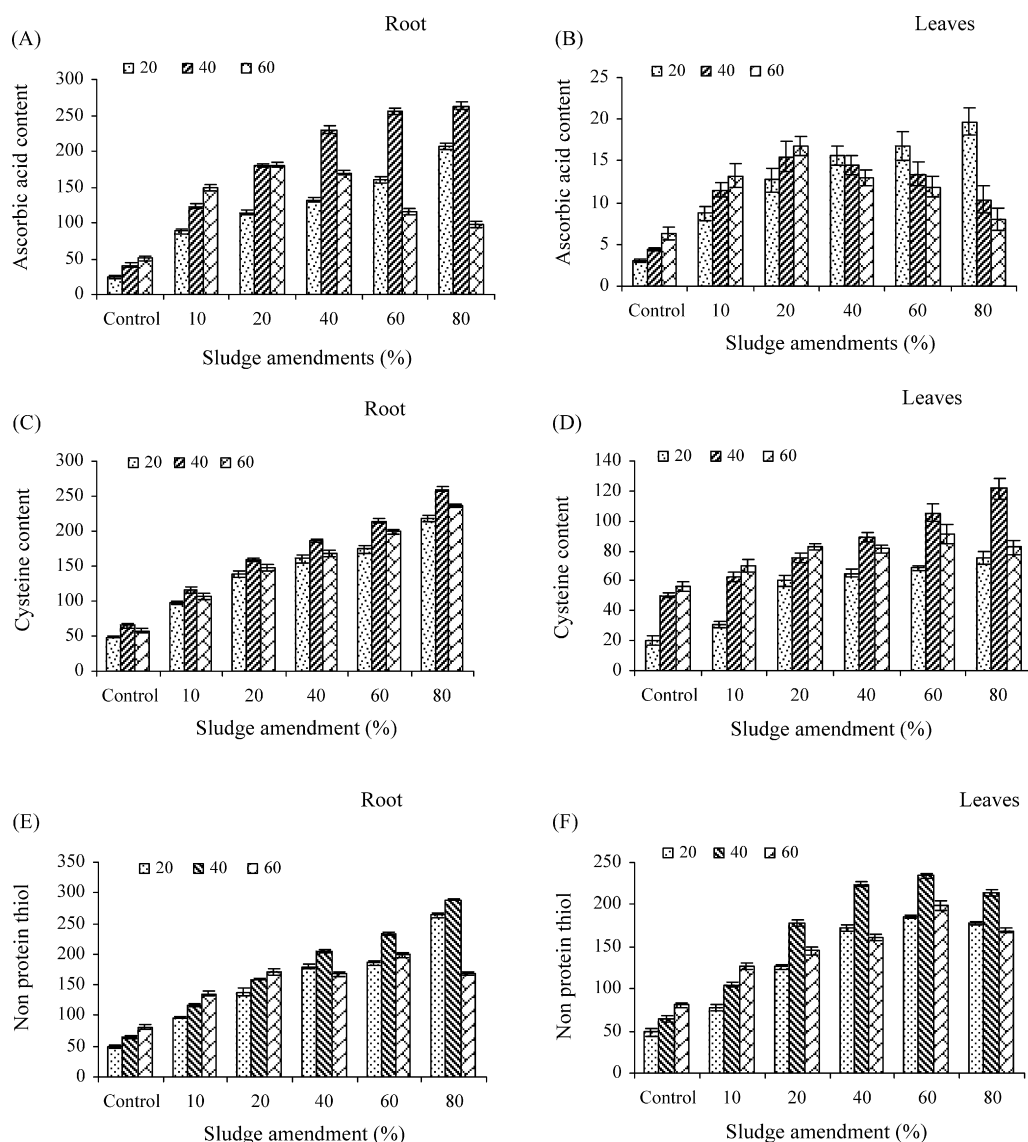 Root
(A)
20 40 60
Ascorbic acid content
300
250
200
150
100
50
0
Control 10 20 40 60 80
Sludge amendments (%)
Leaves
(B)
20 40 60
Ascorbic acid content
25
20
15
10
5
0
Control 10 20 40 60 80
Sludge amendments (%)
Root
(C)
20 40 60
Cysteine content
300
250
200
150
100
50
0
Control 10 20 40 60 80
Sludge amendment (%)
Leaves
(D)
20 40 60
Cysteine content
140
120
100
80
60
40
20
0
Control 10 20 40 60 80
Sludge amendment (%)
Root
(E)
20 40 60
Non protein thiol
350
300
250
200
150
100
50
0
Control 10 20 40 60 80
Sludge amendment (%)
Leaves
(F)
20 40 60
Non protein thiol
250
200
150
100
50
0
Control 10 20 40 60 80
Sludge amendment (%)